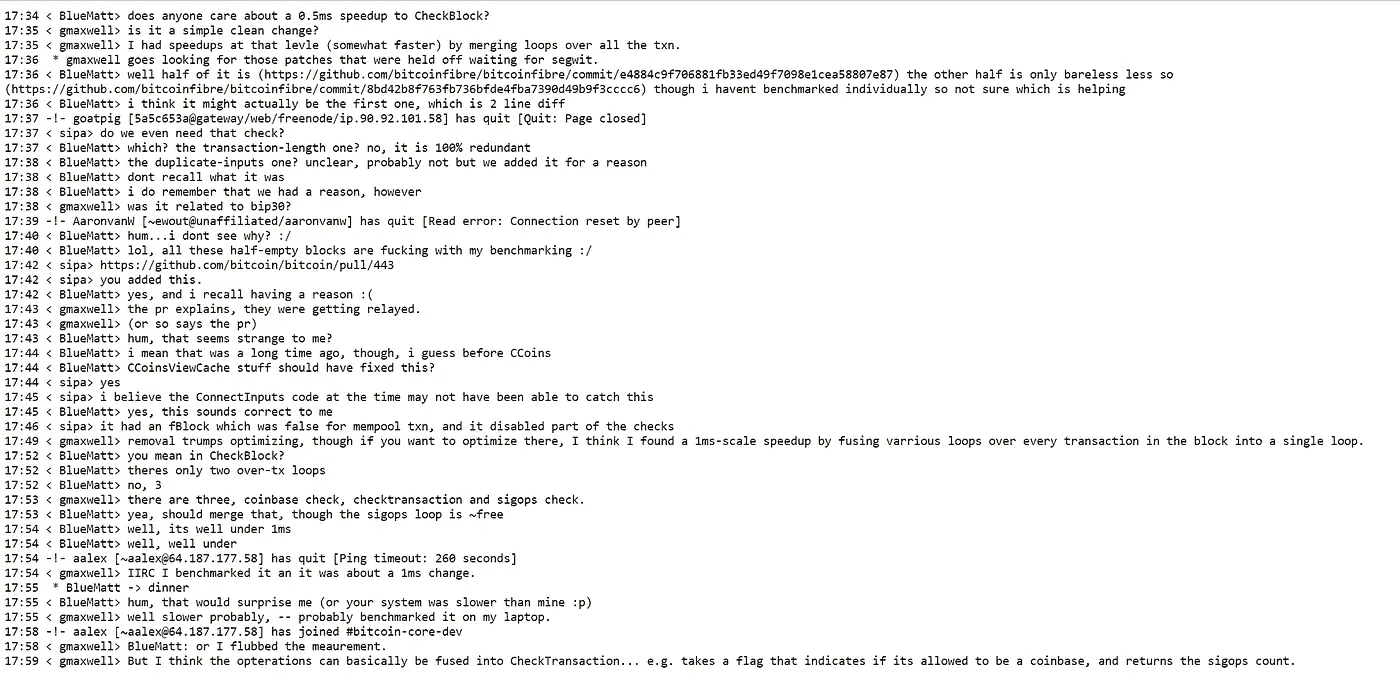 17:34 < BlueMatt> does anyone care about a 0.5ms speedup to CheckBlock?
17:35 < gmaxwell> is it a simple clean change?
17:35 < gmaxwell> I had speedups at that levle (somewhat faster) by merging loops over all the txn.
17:36  * gmaxwell goes looking for those patches that were held off waiting for segwit.
17:36 < BlueMatt> well half of it is (https://github.com/bitcoinfibre/bitcoinfibre/commit/e4884c9f706881fb33ed49f7098e1cea58807e87) the other half is only bareless less so
(https://github.com/bitcoinfibre/bitcoinfibre/commit/8bd42b8f763fb736bfde4fba7390d49b9f3cccc6) though i havent benchmarked individually so not sure which is helping
17:36 < BlueMatt> i think it might actually be the first one, which is 2 line diff
17:37 -!- goatpig [5a5c653a@gateway/web/freenode/ip.90.92.101.58] has quit [Quit: Page closed]
17:37 < sipa> do we even need that check?
17:37 < BlueMatt> which? the transaction-length one? no, it is 100% redundant
17:38 < BlueMatt> the duplicate-inputs one? unclear, probably not but we added it for a reason
17:38 < BlueMatt> dont recall what it was
17:38 < BlueMatt> i do remember that we had a reason, however
17:38 < gmaxwell> was it related to bip30?
17:39 -!- AaronvanW [~ewout@unaffiliated/aaronvanw] has quit [Read error: Connection reset by peer]
17:40 < BlueMatt> hum...i dont see why? :/
17:40 < BlueMatt> lol, all these half-empty blocks are fucking with my benchmarking :/
17:42 < sipa> https://github.com/bitcoin/bitcoin/pull/443
17:42 < sipa> you added this.
17:42 < BlueMatt> yes, and i recall having a reason :(
17:43 < gmaxwell> the pr explains, they were getting relayed.
17:43 < gmaxwell> (or so says the pr)
17:43 < BlueMatt> hum, that seems strange to me?
17:44 < BlueMatt> i mean that was a long time ago, though, i guess before CCoins
17:44 < BlueMatt> CCoinsViewCache stuff should have fixed this?
17:44 < sipa> yes
17:45 < sipa> i believe the ConnectInputs code at the time may not have been able to catch this
17:45 < BlueMatt> yes, this sounds correct to me
17:46 < sipa> it had an fBlock which was false for mempool txn, and it disabled part of the checks
17:49 < gmaxwell> removal trumps optimizing, though if you want to optimize there, I think I found a 1ms-scale speedup by fusing varrious loops over every transaction in the block into a single loop.
17:52 < BlueMatt> you mean in CheckBlock?
17:52 < BlueMatt> theres only two over-tx loops
17:52 < BlueMatt> no, 3
17:53 < gmaxwell> there are three, coinbase check, checktransaction and sigops check.
17:53 < BlueMatt> yea, should merge that, though the sigops loop is ~free
17:54 < BlueMatt> well, its well under 1ms
17:54 < BlueMatt> well, well under
17:54 -!- aalex [~aalex@64.187.177.58] has quit [Ping timeout: 260 seconds]
17:54 < gmaxwell> IIRC I benchmarked it an it was about a 1ms change.
17:55  * BlueMatt -> dinner
17:55 < BlueMatt> hum, that would surprise me (or your system was slower than mine :p)
17:55 < gmaxwell> well slower probably, -- probably benchmarked it on my laptop.
17:58 -!- aalex [~aalex@64.187.177.58] has joined #bitcoin-core-dev
17:58 < gmaxwell> BlueMatt: or I flubbed the meaurement.
17:59 < gmaxwell> But I think the opterations can basically be fused into CheckTransaction... e.g. takes a flag that indicates if its allowed to be a coinbase, and returns the sigops count.